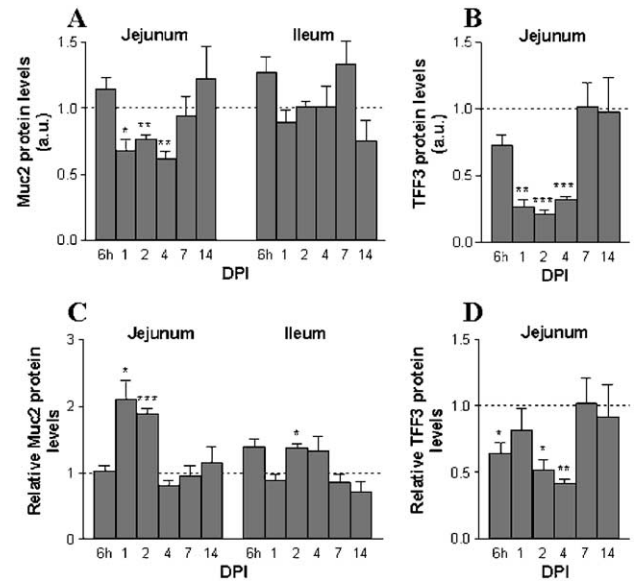 A
Jejunum
Ileum
Muc2 protein levels
(a.u.)
1.5
1.0
0.5
0.0
*
**
**
6h 1 2 4 7 14
6h 1 2 4 7 14
DPI
B
Jejunum
TFF3 protein levels
(a.u.)
1.5
1.0
0.5
0.0
**
***
***
6h 1 2 4 7 14
DPI
C
Jejunum
Ileum
Relative Muc2 protein
levels
3
2
1
0
*
***
*
6h 1 2 4 7 14
6h 1 2 4 7 14
DPI
D
Jejunum
Relative TFF3 protein
levels
1.5
1.0
0.5
0.0
*
*
**
6h 1 2 4 7 14
DPI